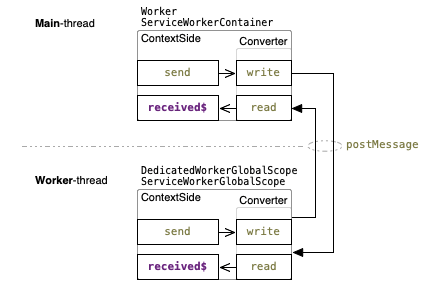 Worker
Main-thread
ServiceWorkerContainer
ContextSide
Converter
send
write
received$
read
postMessage
Worker-thread
DedicatedWorkerGlobalScope
ServiceWorkerGlobalScope
ContextSide
Converter
send
write
received$
read